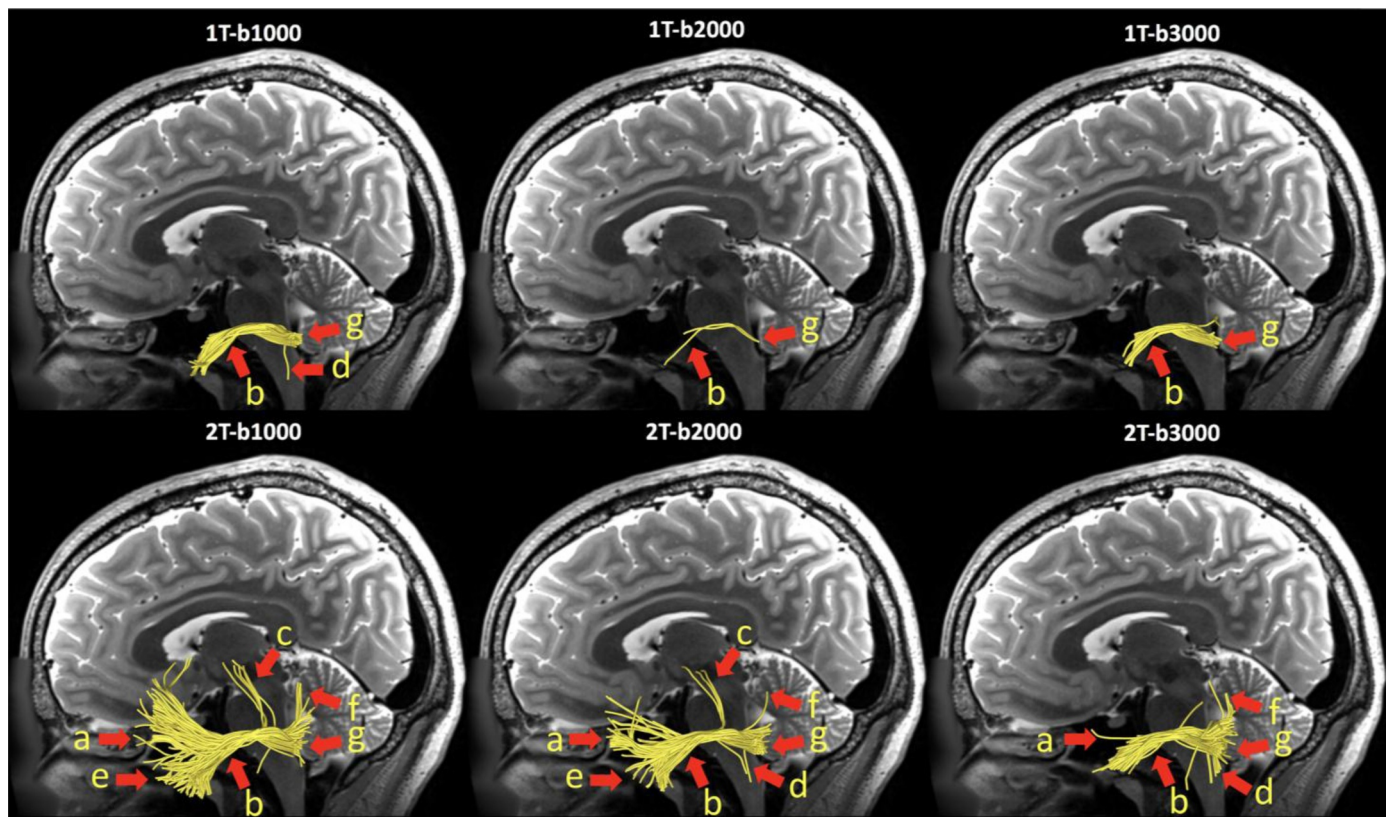 1T-b1000 1T-b2000 1T-b3000
g g g
d
b b b
2T-b1000 2T-b2000 2T-b3000
c c
f f f
a g a g a g
e e d d
b b b